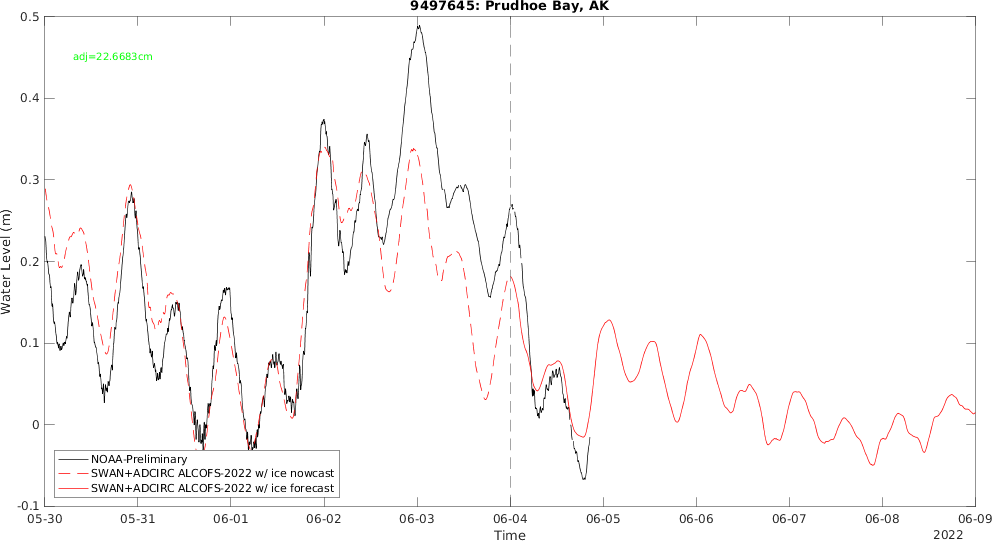 9497645: Prudhoe Bay, AK
adj=22.6683cm
Water Level (m)
0.5
0.4
0.3
0.2
0.1
0
-0.1
NOAA-Preliminary
SWAN+ADCIRC ALCOFS-2022 w/ ice nowcast
SWAN+ADCIRC ALCOFS-2022 w/ ice forecast
05-30 05-31 06-01 06-02 06-03 06-04 06-05 06-06 06-07 06-08 06-09
Time
2022